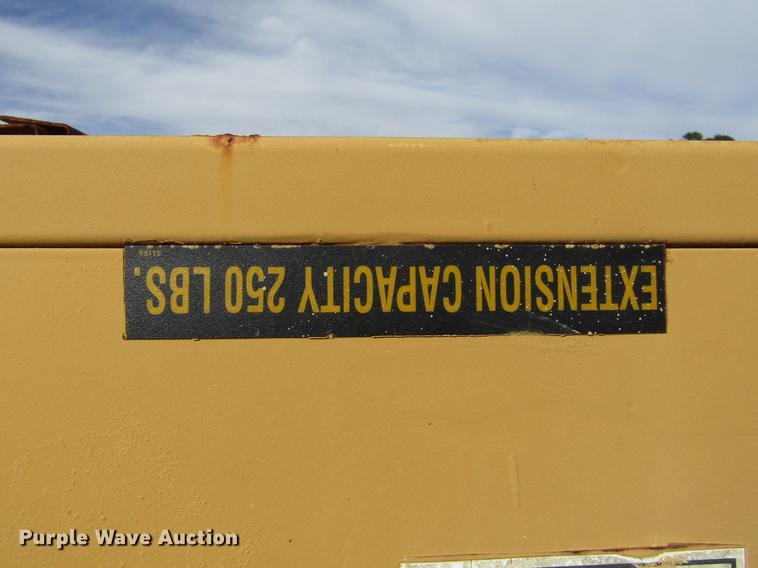 EXTENSION CAPACITY 250 LBS.
Purple Wave Auction